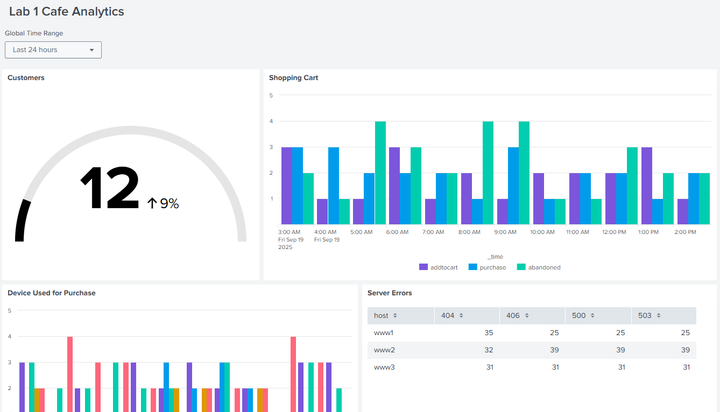 Lab 1 Cafe Analytics
Global Time Range
Last 24 hours
Customers
12 ↑ 9%
Shopping Cart
5
4
3
2
1
3:00 AM 4:00 AM 5:00 AM 6:00 AM 7:00 AM 8:00 AM 9:00 AM 10:00 AM 11:00 AM 12:00 PM 1:00 PM 2:00 PM
Fri Sep 19 Fri Sep 19
2025
_time
addtocart purchase abandoned
Device Used for Purchase
5
4
3
2
Server Errors
host 404 406 500 503
www1 35 25 25 25
www2 32 39 39 39
www3 31 31 31 31